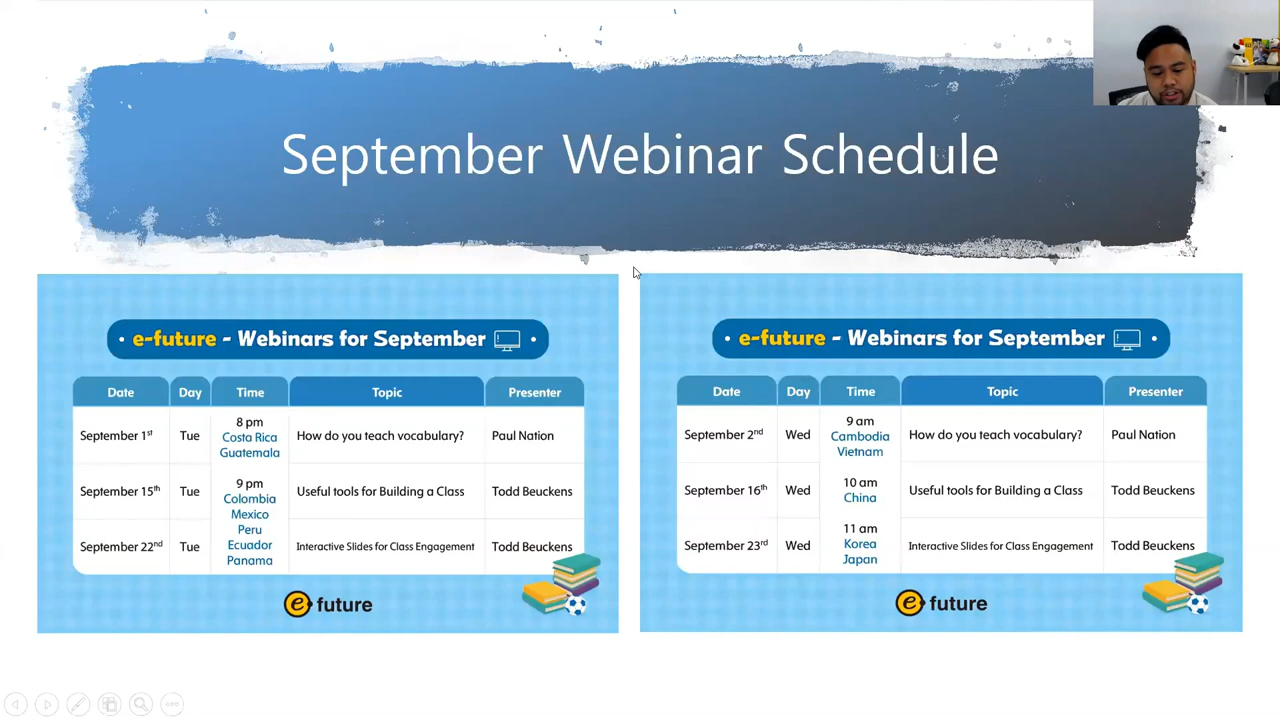 September Webinar Schedule
e-future - Webinars for September
Date Day Time Topic Presenter
September 1st Tue How do you teach vocabulary? Paul Nation
September 15th Tue Useful tools for Building a Class Todd Beuckens
September 22nd Tue Interactive Slides for Class Engagement Todd Beuckens
8 pm
Costa Rica
Guatemala
9 pm
Colombia
Mexico
Peru
Ecuador
Panama
e future
e-future - Webinars for September
Date Day Time Topic Presenter
September 2nd Wed How do you teach vocabulary? Paul Nation
September 16th Wed Useful tools for Building a Class Todd Beuckens
September 23rd Wed Interactive Slides for Class Engagement Todd Beuckens
9 am
Cambodia
Vietnam
10 am
China
11 am
Korea
Japan
e future